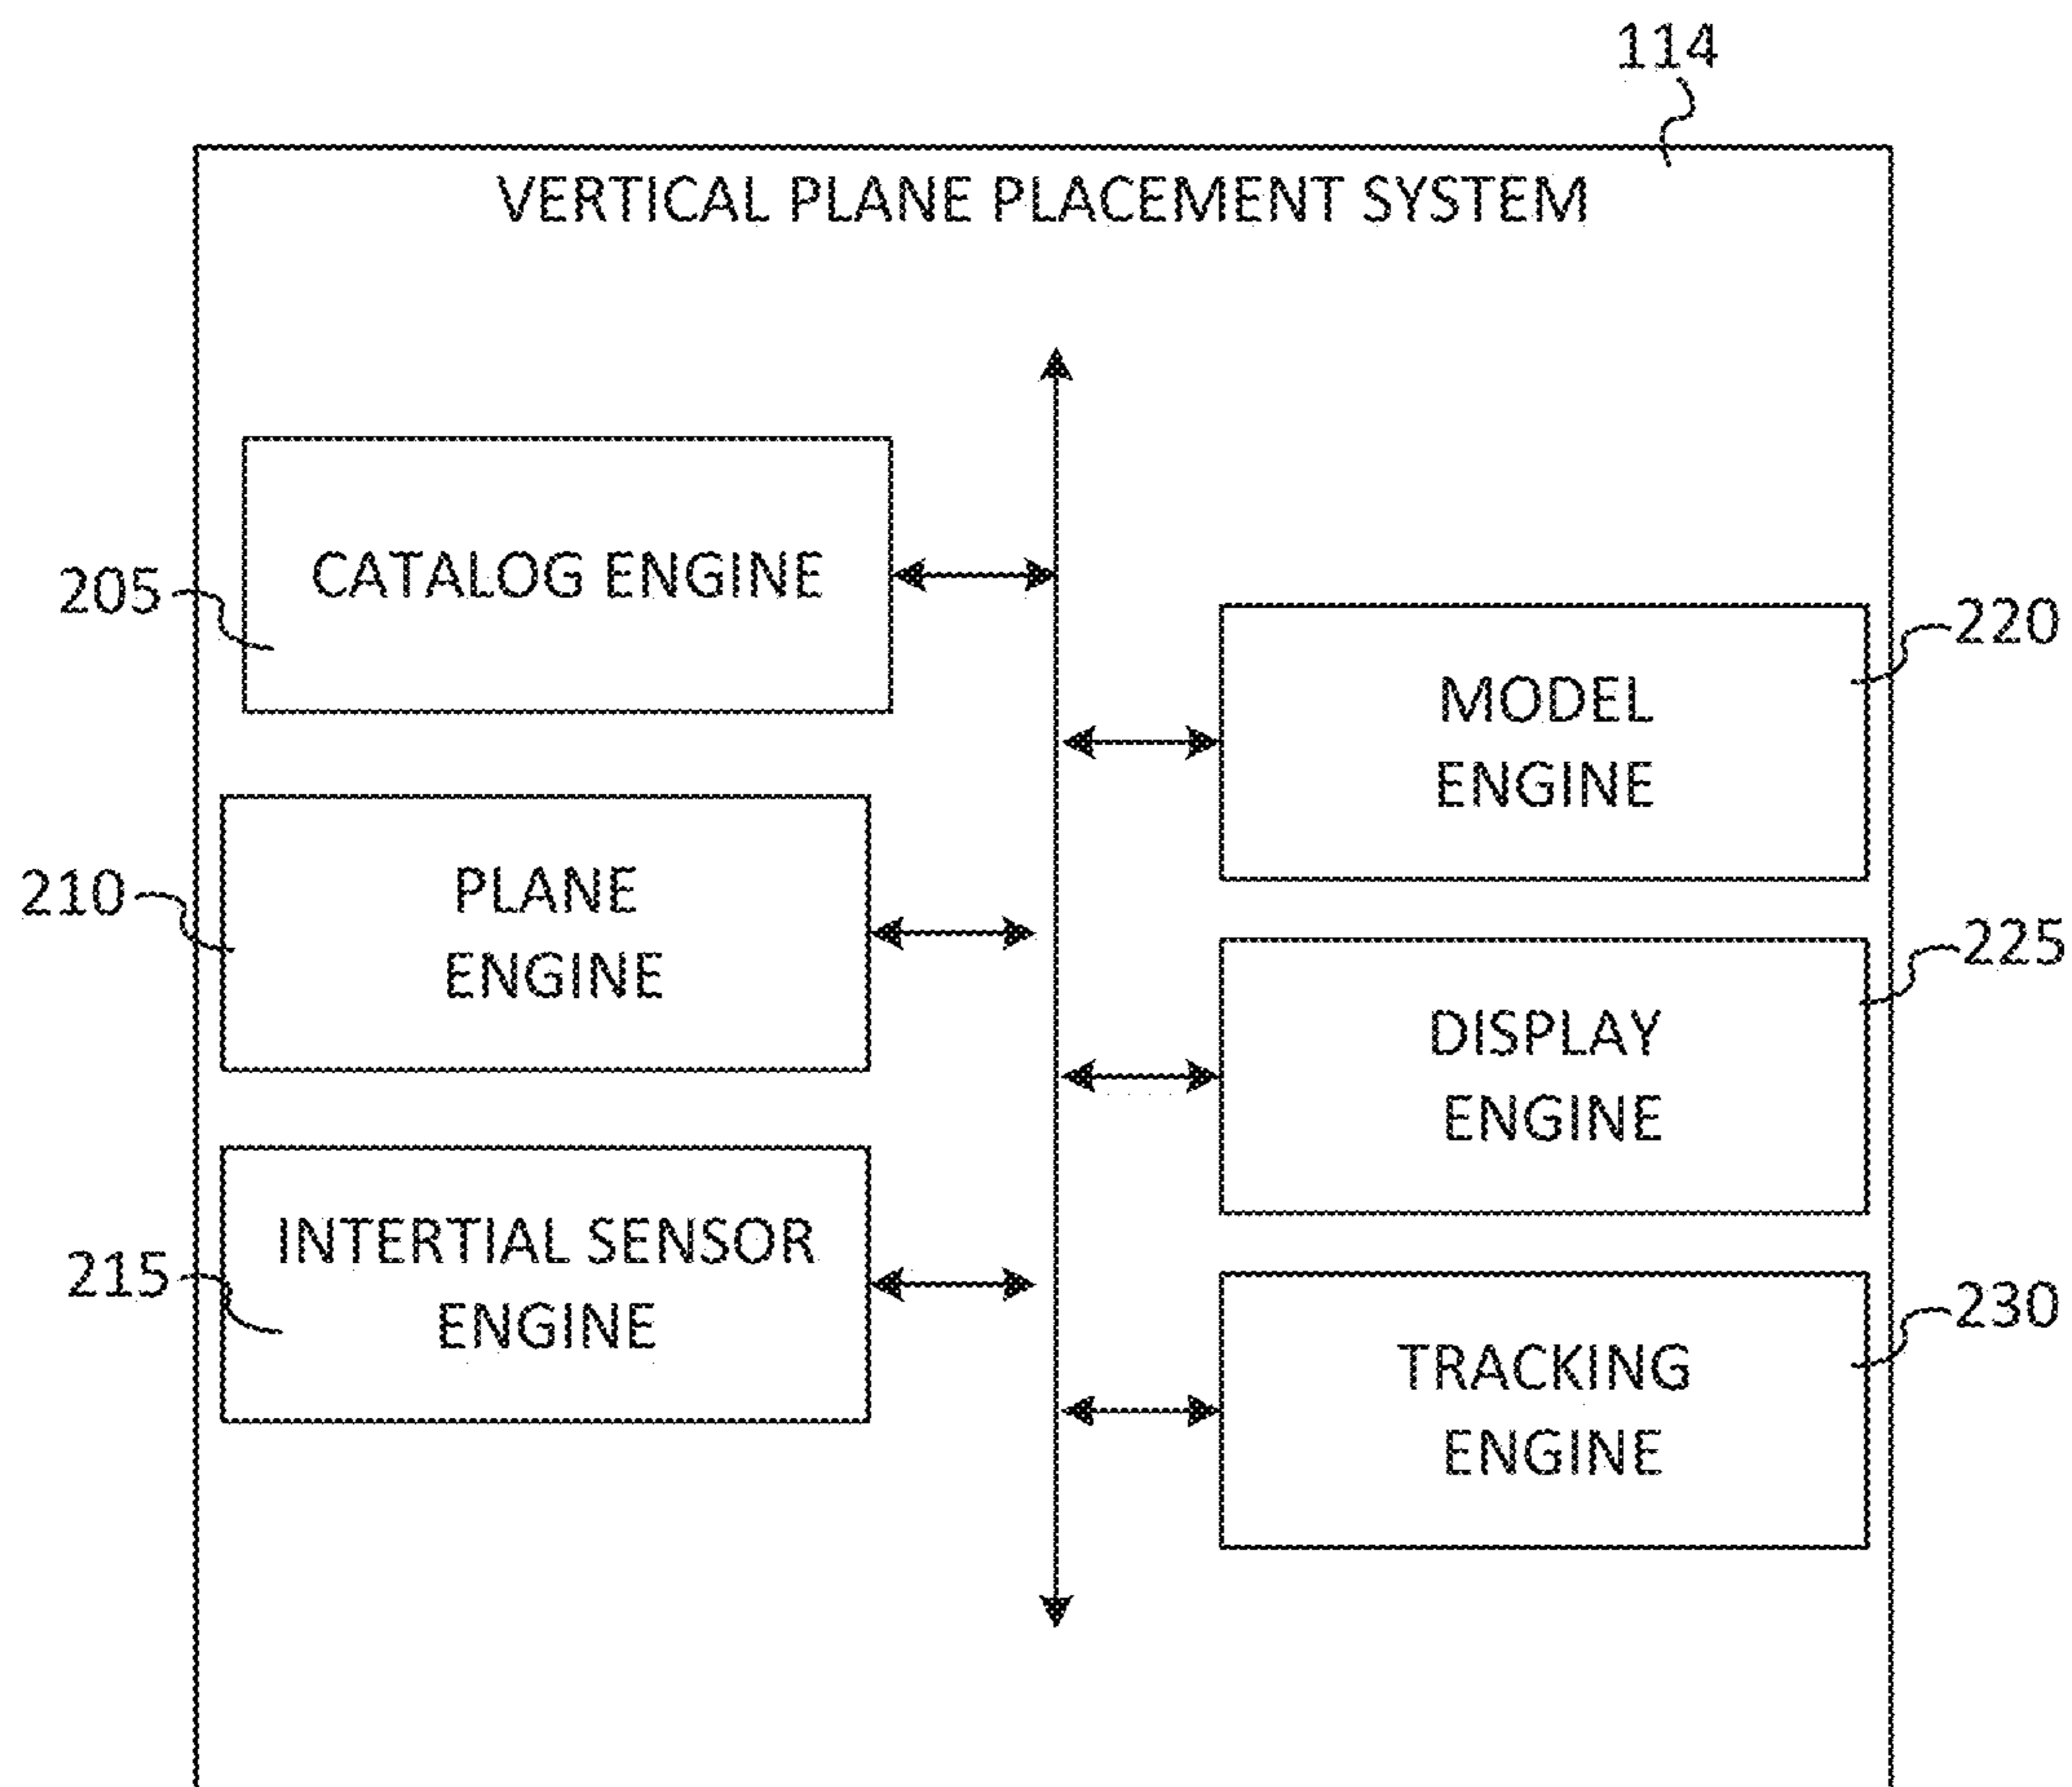 114
VERTICAL PLANE PLACEMENT SYSTEM
CATALOG ENGINE
205
220
MODEL
ENGINE
PLANE
ENGINE
210
225
DISPLAY
ENGINE
INTERTIAL SENSOR
ENGINE
215
230
TRACKING
ENGINE